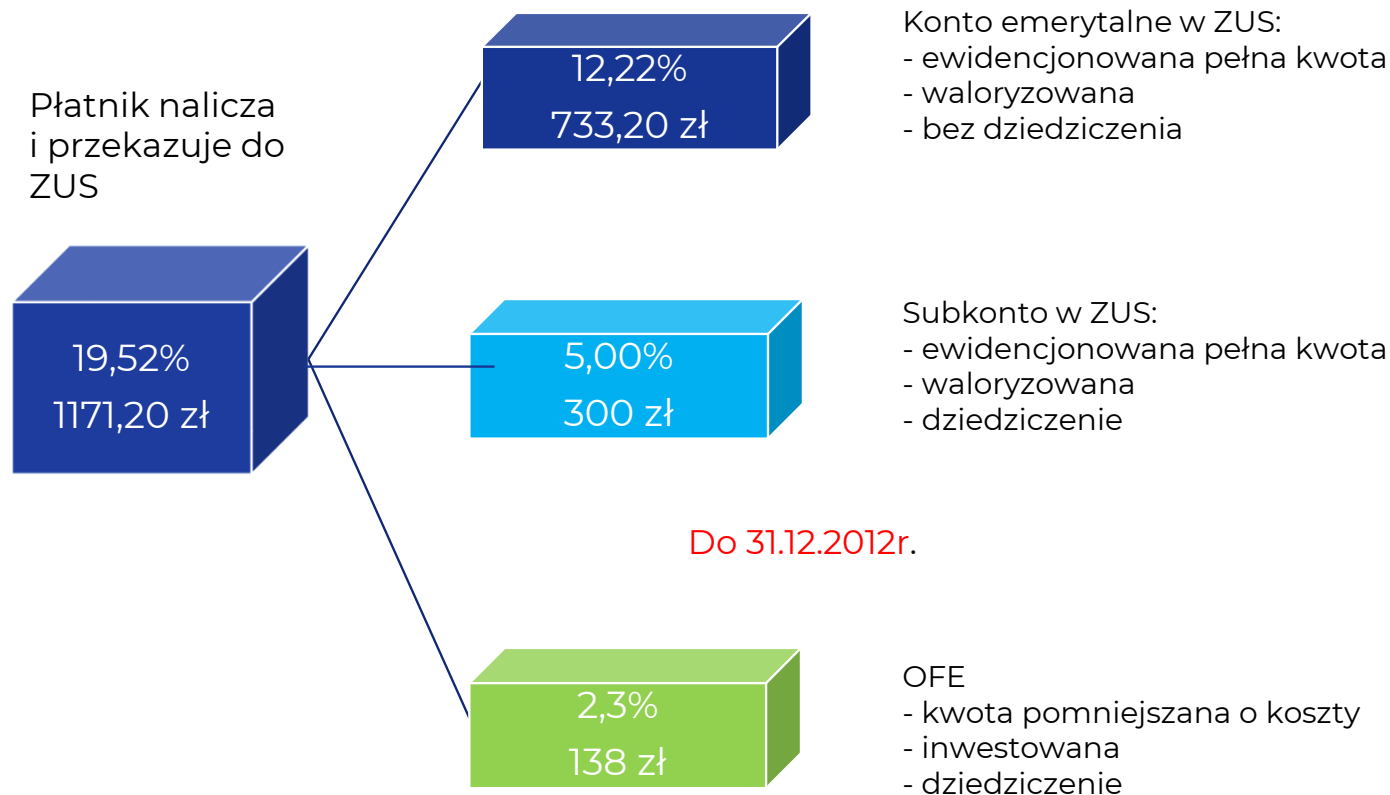 Płatnik nalicza
i przekazuje do
ZUS
19,52%
1171,20 zł
12,22%
733,20 zł
Konto emerytalne w ZUS:
- ewidencjonowana pełna kwota
- waloryzowana
- bez dziedziczenia
5,00%
300 zł
Subkonto w ZUS:
- ewidencjonowana pełna kwota
- waloryzowana
- dziedziczenie
Do 31.12.2012r.
2,3%
138 zł
OFE
- kwota pomniejszana o koszty
- inwestowana
- dziedziczenie